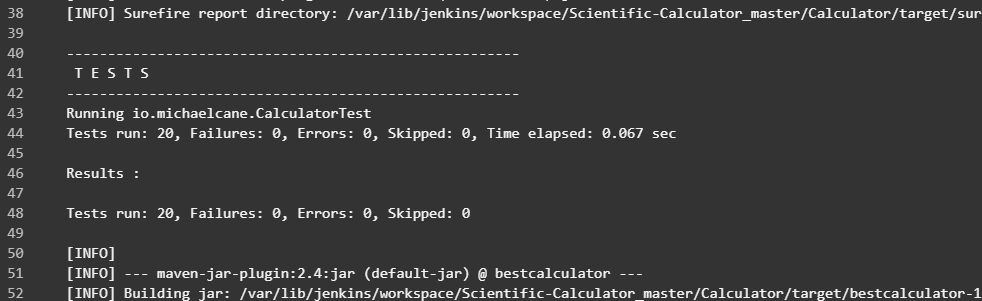 38 [INFO] Surefire report directory: /var/lib/jenkins/workspace/Scientific-Calculator_master/Calculator/target/sur
39
40 -------------------------------------------------------
41  T E S T S
42 -------------------------------------------------------
43 Running io.michaelcane.CalculatorTest
44 Tests run: 20, Failures: 0, Errors: 0, Skipped: 0, Time elapsed: 0.067 sec
45
46 Results :
47
48 Tests run: 20, Failures: 0, Errors: 0, Skipped: 0
49
50 [INFO]
51 [INFO] --- maven-jar-plugin:2.4:jar (default-jar) @ bestcalculator ---
52 [INFO] Building jar: /var/lib/jenkins/workspace/Scientific-Calculator_master/Calculator/target/bestcalculator-1